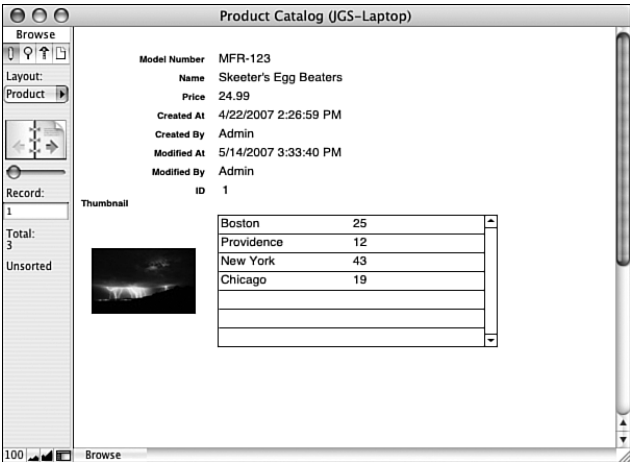 Product Catalog (JGS-Laptop)
Browse
Layout:
Product
Record:
1
Total:
3
Unsorted
Model Number MFR-123
Name Skeeter's Egg Beaters
Price 24.99
Created At 4/22/2007 2:26:59 PM
Created By Admin
Modified At 5/14/2007 3:33:40 PM
Modified By Admin
ID 1
Thumbnail
Boston 25
Providence 12
New York 43
Chicago 19
100 Browse